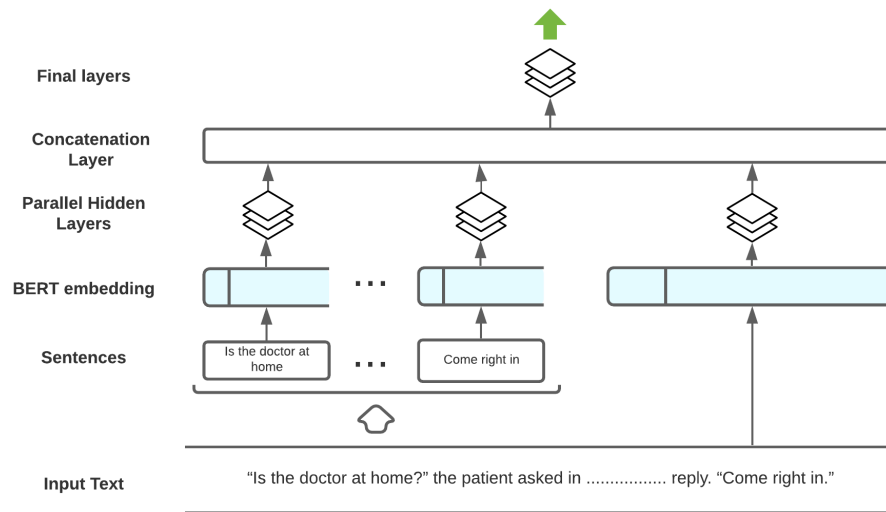 Final layers
Concatenation
Layer
Parallel Hidden
Layers
BERT embedding
...
Sentences
Is the doctor at
home
...
Come right in
Input Text
“Is the doctor at home?” the patient asked in ................. reply. “Come right in.”